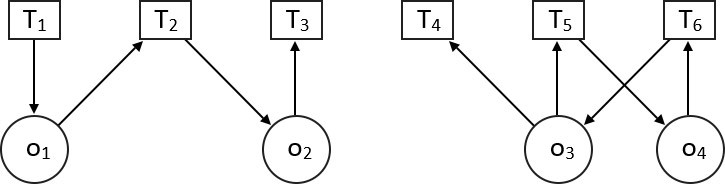 T₁ T₂ T₃ T₄ T₅ T₆
o₁ o₂ o₃ o₄